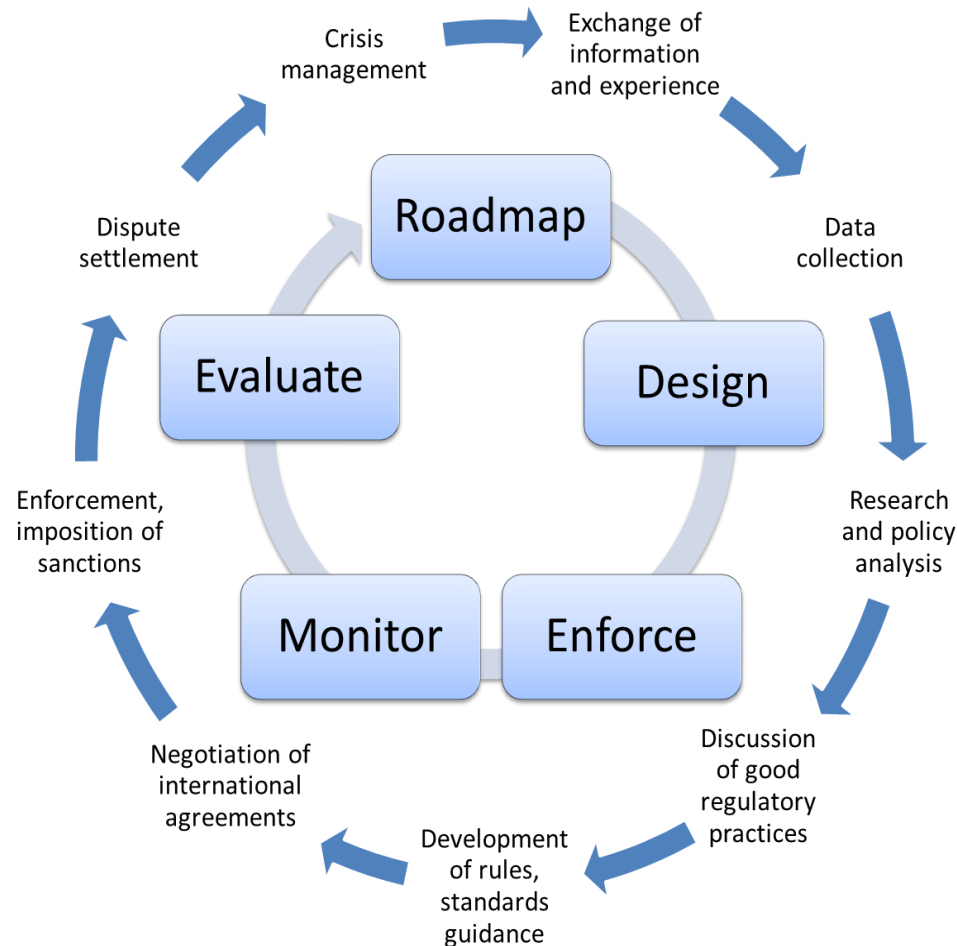 Crisis
management
Exchange of
information
and experience
Data
collection
Research
and policy
analysis
Discussion
of good
regulatory
practices
Development
of rules,
standards
guidance
Negotiation of
international
agreements
Enforcement,
imposition of
sanctions
Dispute
settlement
Roadmap
Design
Enforce
Monitor
Evaluate